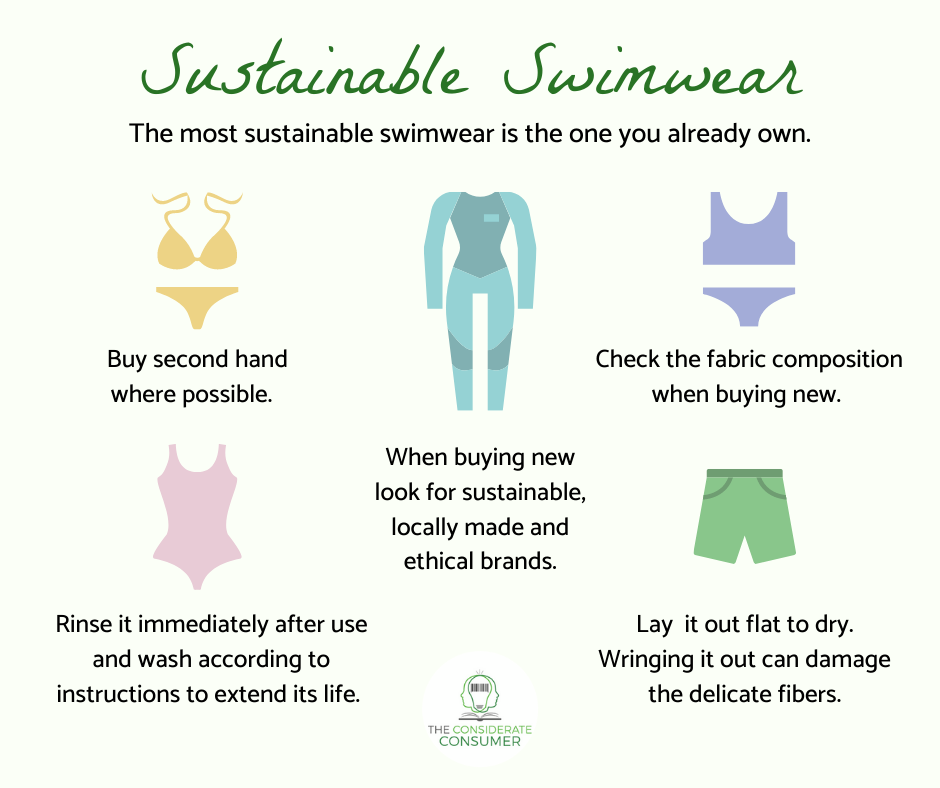 Sustainable Swimwear
The most sustainable swimwear is the one you already own.
Buy second hand
where possible.
When buying new
look for sustainable,
locally made and
ethical brands.
Check the fabric composition
when buying new.
Rinse it immediately after use
and wash according to
instructions to extend its life.
Lay it out flat to dry.
Wringing it out can damage
the delicate fibers.
THE CONSIDERATE
CONSUMER